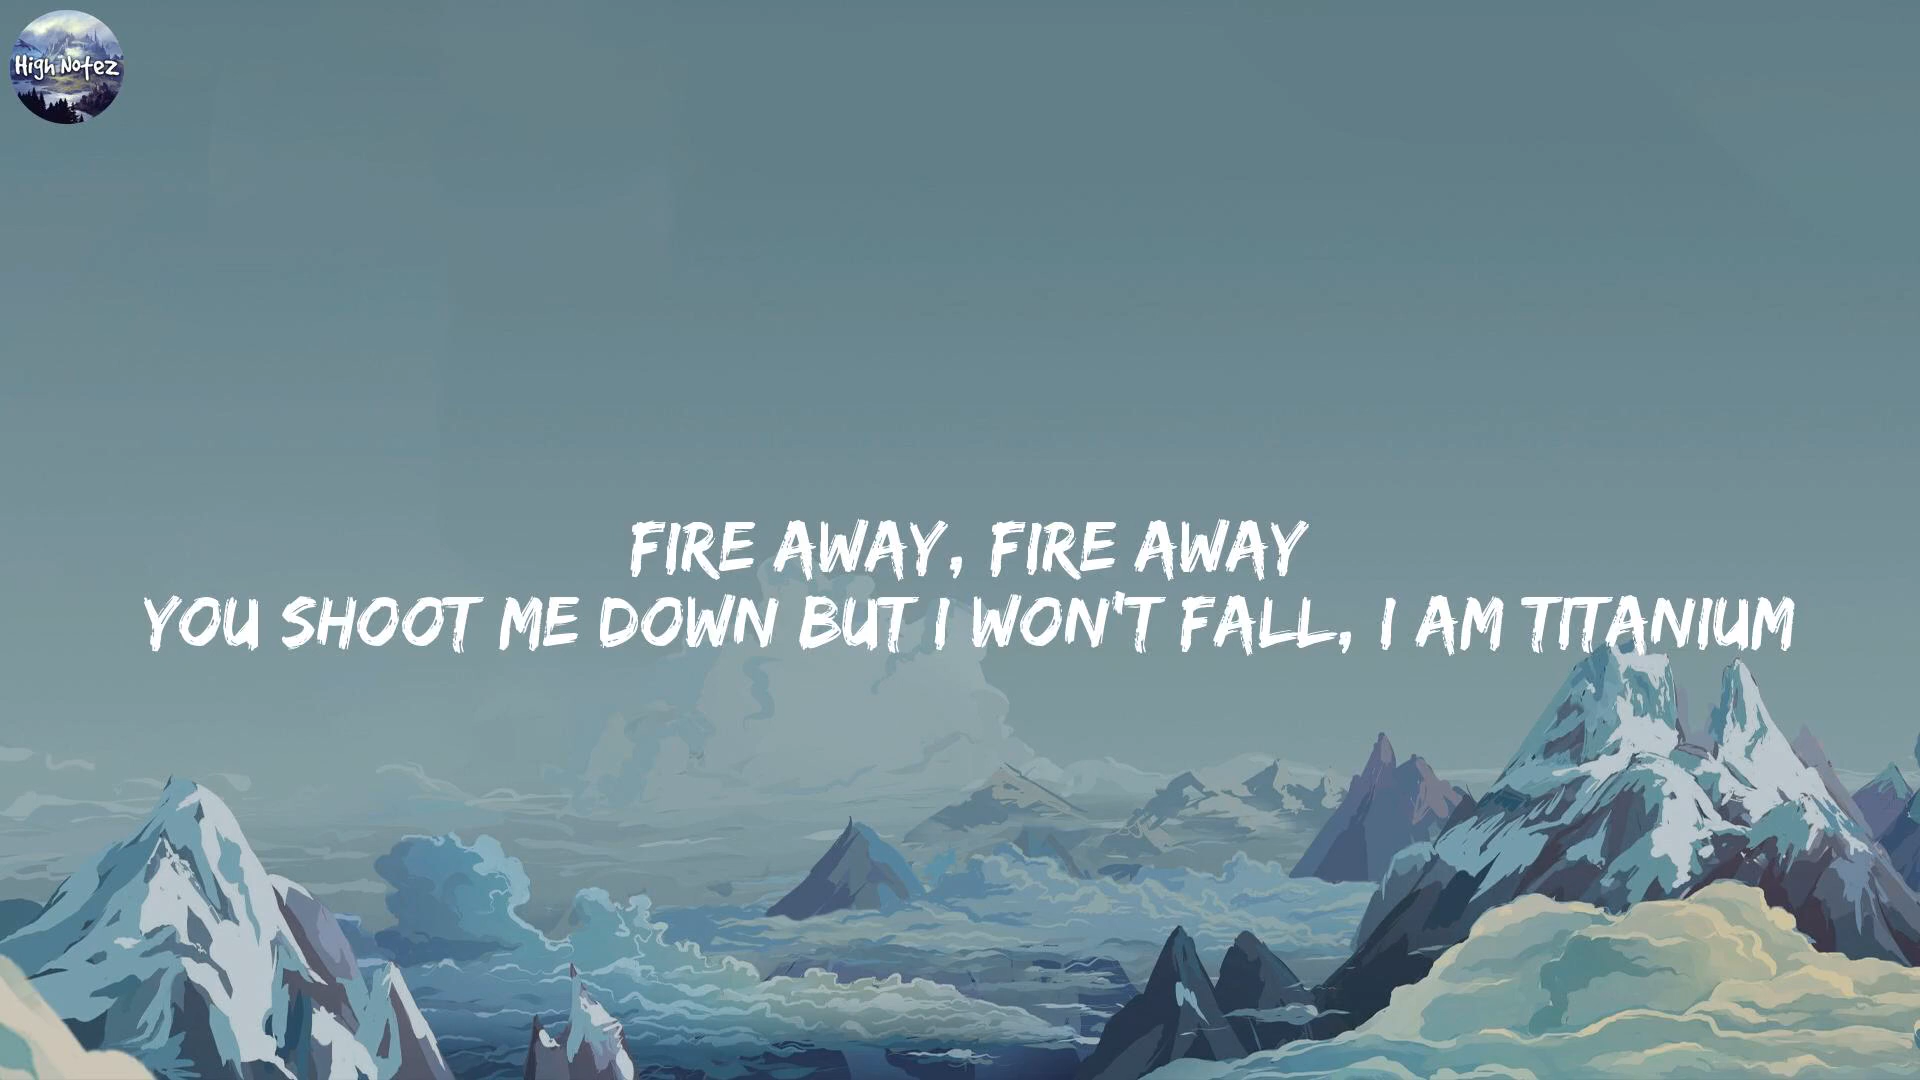 High Notez
FIRE AWAY, FIRE AWAY
YOU SHOOT ME DOWN BUT I WON'T FALL, I AM TITANIUM